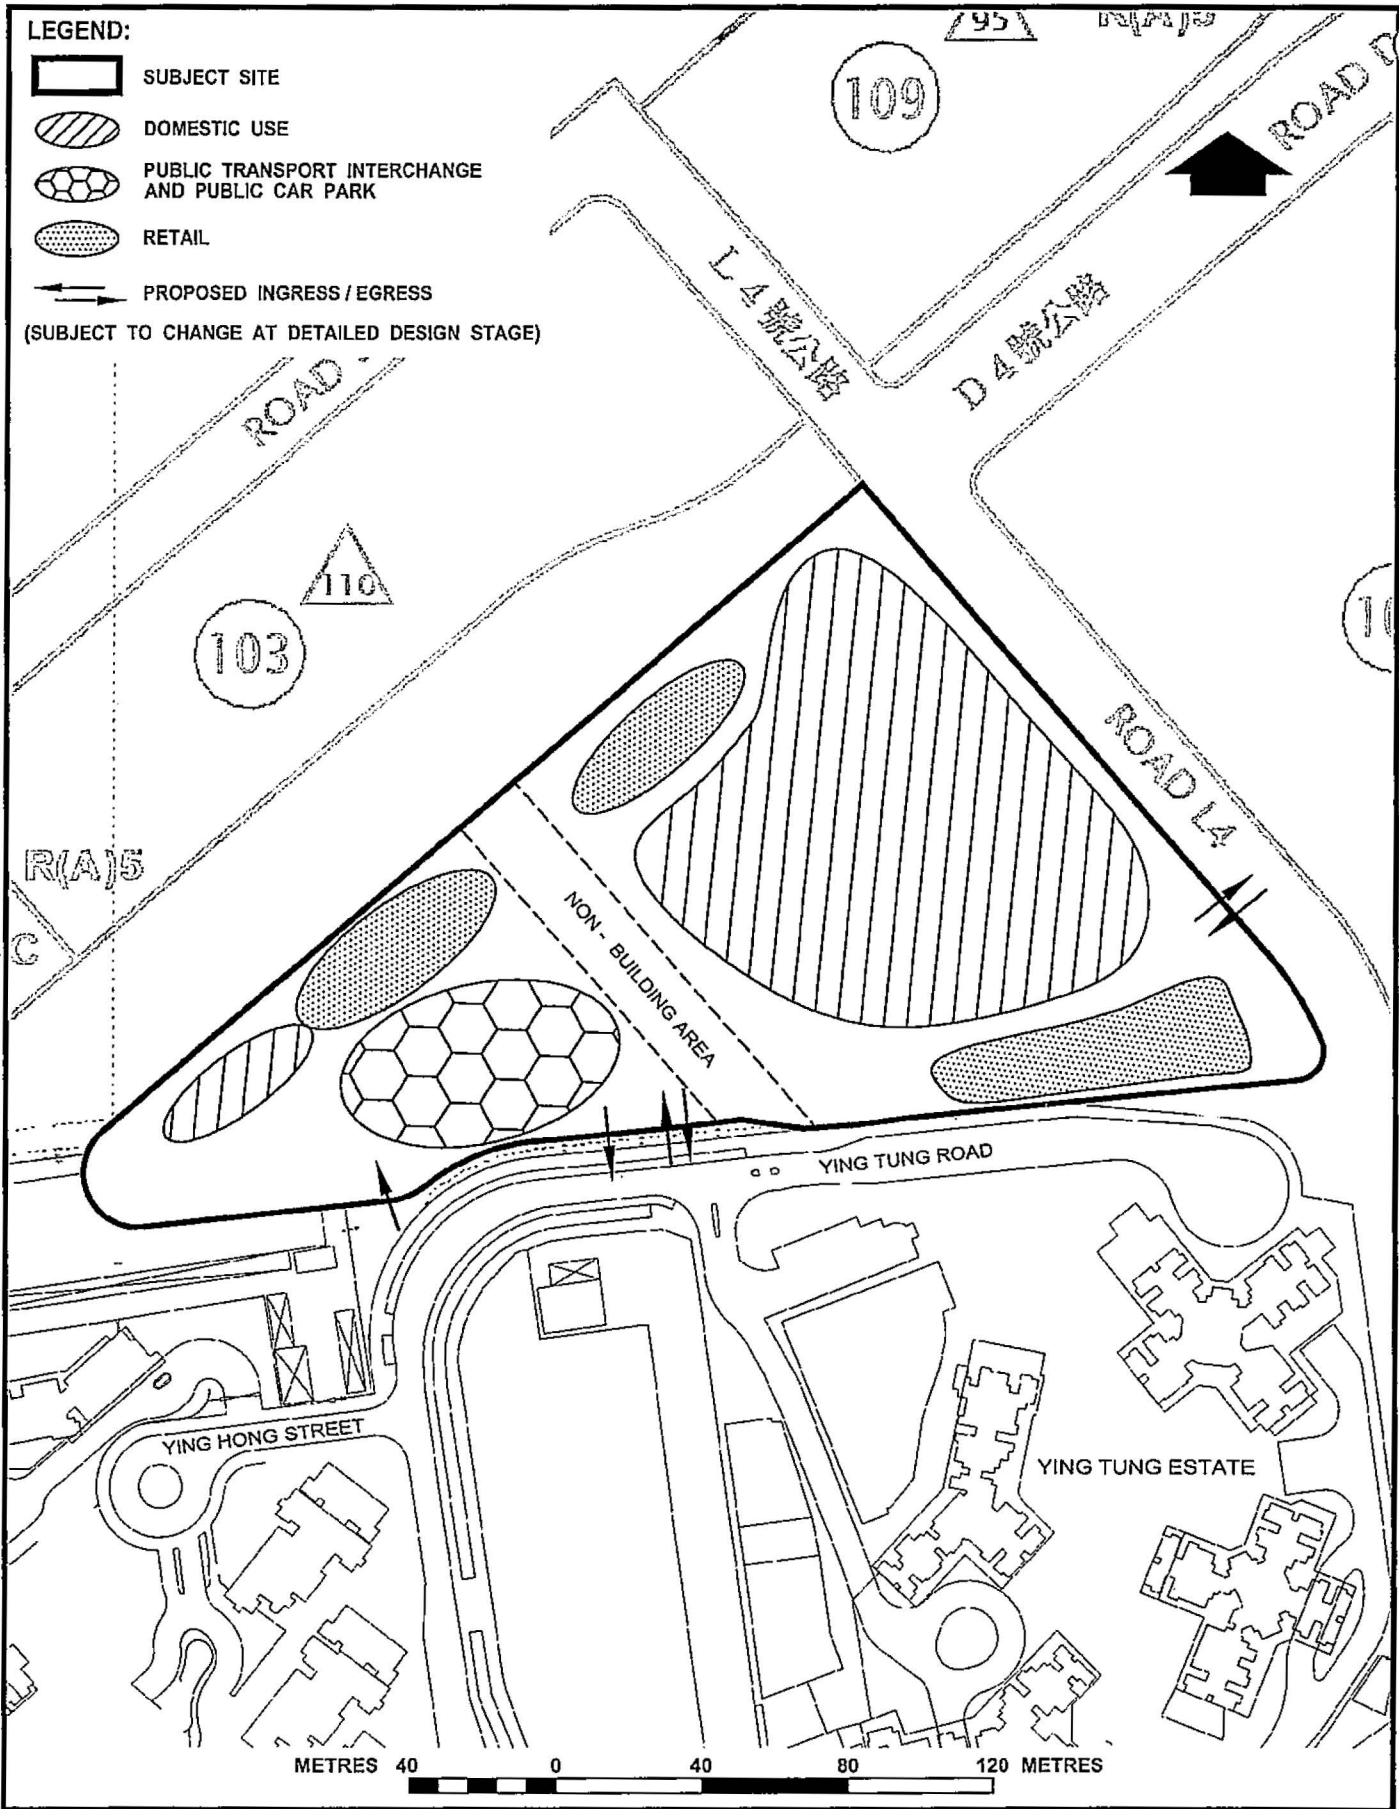 LEGEND:
SUBJECT SITE
DOMESTIC USE
PUBLIC TRANSPORT INTERCHANGE
AND PUBLIC CAR PARK
RETAIL
PROPOSED INGRESS / EGRESS
(SUBJECT TO CHANGE AT DETAILED DESIGN STAGE)
95
R(A)5
109
ROAD D
L 4 號公路
D 4 號公路
ROAD
110
103
ROAD L4
R(A)5
C
NON - BUILDING AREA
YING TUNG ROAD
YING HONG STREET
YING TUNG ESTATE
METRES 40 0 40 80 120 METRES